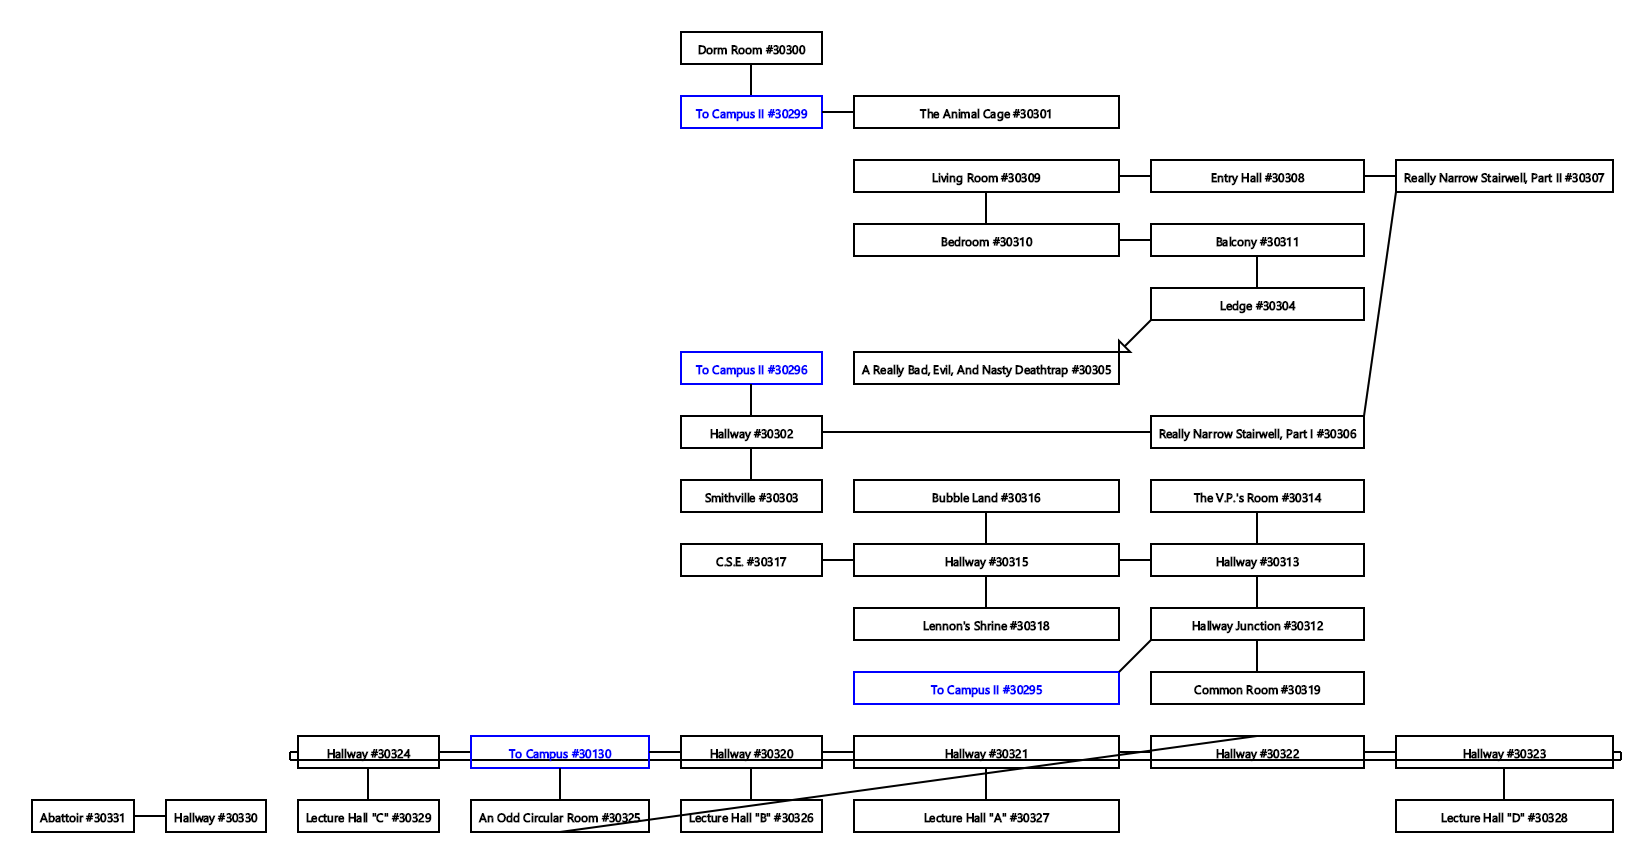 Dorm Room #30300
To Campus II #30299
The Animal Cage #30301
Living Room #30309
Entry Hall #30308
Really Narrow Stairwell, Part II #30307
Bedroom #30310
Balcony #30311
Ledge #30304
To Campus II #30296
A Really Bad, Evil, And Nasty Deathtrap #30305
Hallway #30302
Really Narrow Stairwell, Part I #30306
Smithville #30303
Bubble Land #30316
The V.P.'s Room #30314
C.S.E. #30317
Hallway #30315
Hallway #30313
Lennon's Shrine #30318
Hallway Junction #30312
To Campus II #30295
Common Room #30319
Hallway #30324
To Campus #30130
Hallway #30320
Hallway #30321
Hallway #30322
Hallway #30323
Abattoir #30331
Hallway #30330
Lecture Hall "C" #30329
An Odd Circular Room #30325
Lecture Hall "B" #30326
Lecture Hall "A" #30327
Lecture Hall "D" #30328